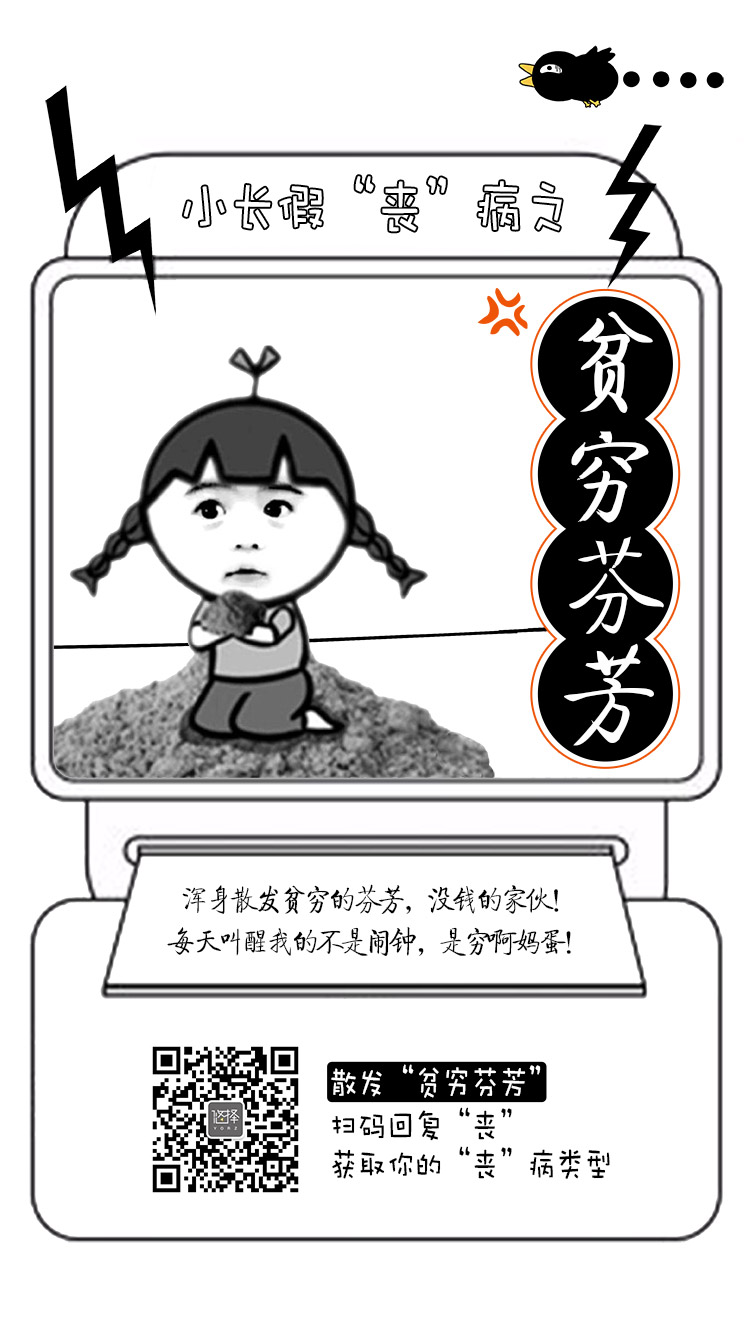 小长假“丧”病之
贫穷芬芳
浑身散发贫穷的芬芳，没钱的家伙！
每天叫醒我的不是闹钟，是穷啊妈蛋！
悠择
YORZ
散发“贫穷芬芳”
扫码回复“丧”
获取你的“丧”病类型